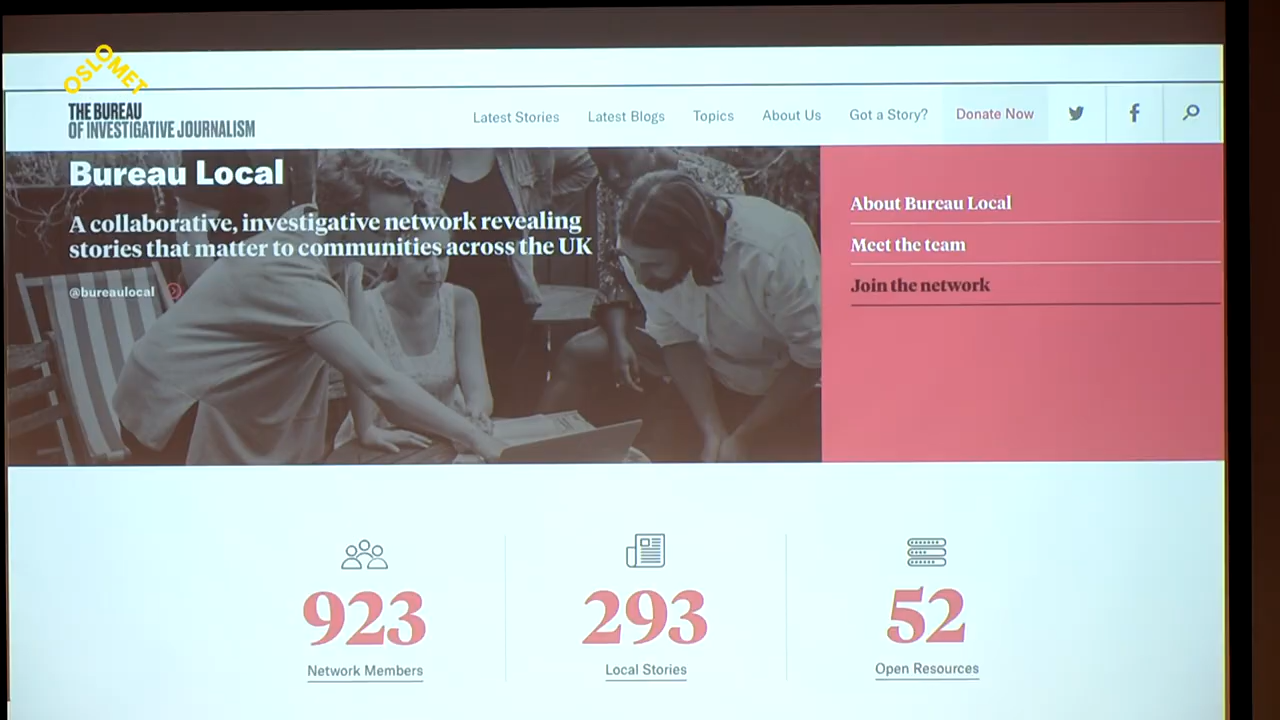 OSLOMET
THE BUREAU
OF INVESTIGATIVE JOURNALISM
Latest Stories
Latest Blogs
Topics
About Us
Got a Story?
Donate Now
Bureau Local
A collaborative, investigative network revealing
stories that matter to communities across the UK
@bureaulocal
About Bureau Local
Meet the team
Join the network
923
Network Members
293
Local Stories
52
Open Resources